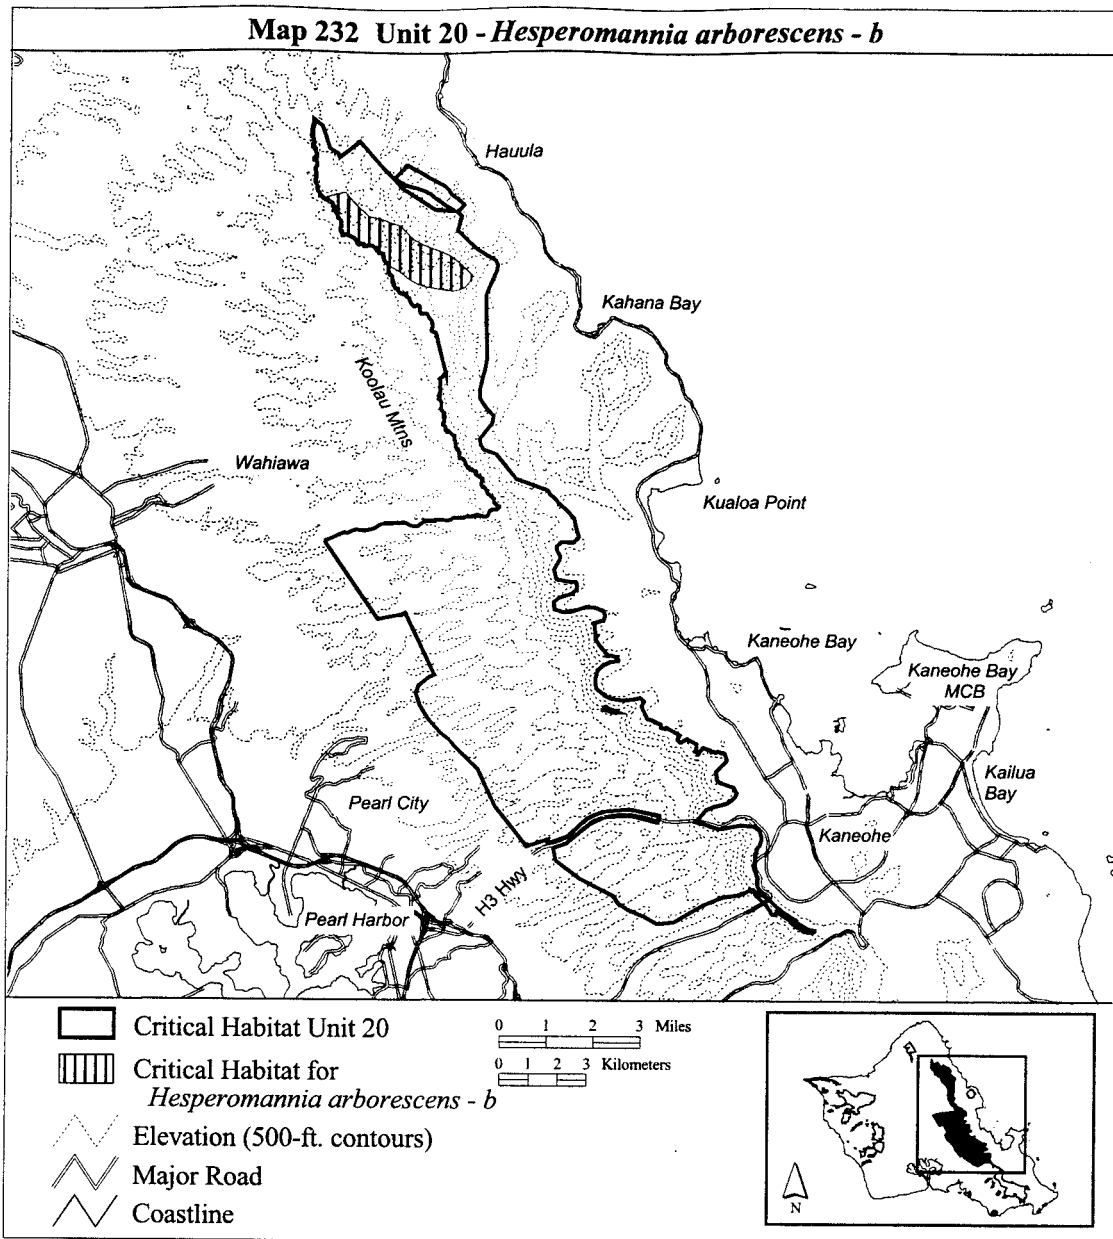 Map 232 Unit 20 - Hesperomannia arborescens - b
Hauula
Kahana Bay
Koolau Mtns
Wahiawa
Kualoa Point
Kaneohe Bay
Kaneohe Bay
MCB
Kailua
Bay
Pearl City
Kaneohe
H3 Hwy
Pearl Harbor
Critical Habitat Unit 20
Critical Habitat for
Hesperomannia arborescens - b
Elevation (500-ft. contours)
Major Road
Coastline
0 1 2 3 Miles
0 1 2 3 Kilometers
N